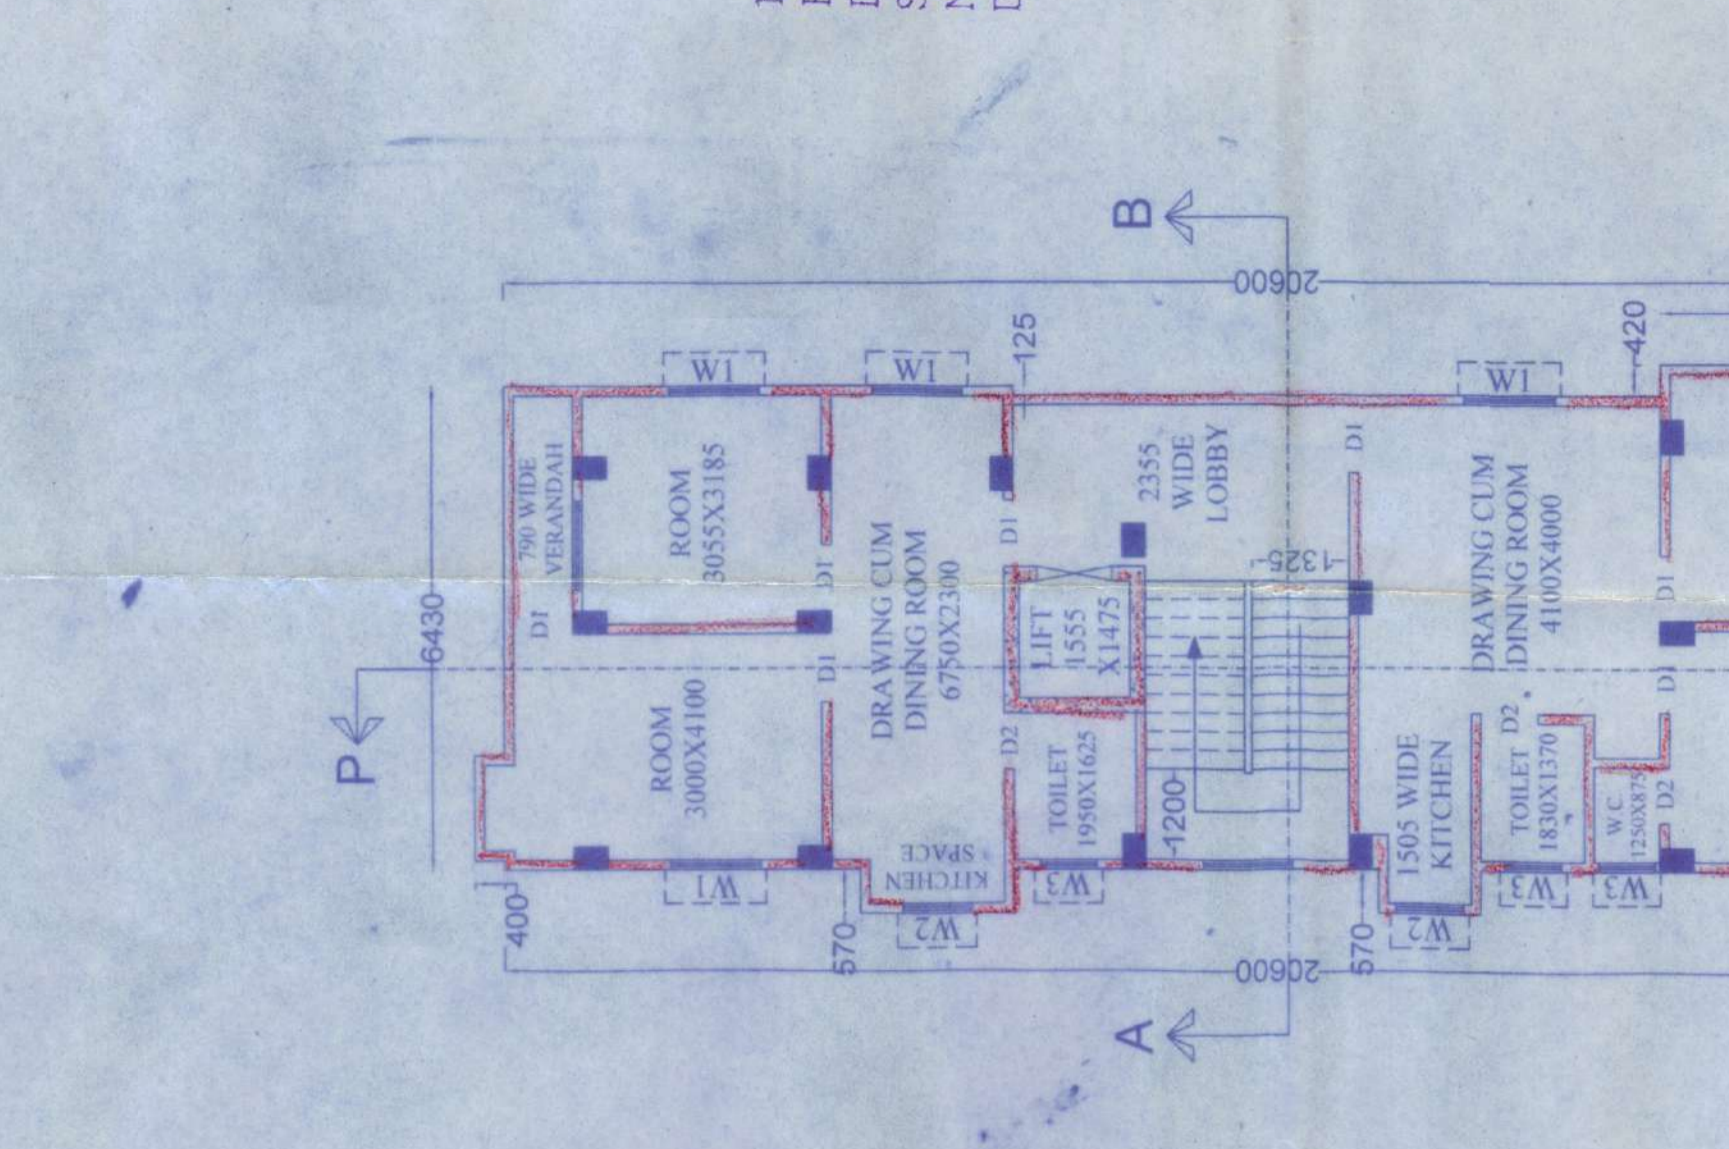 B
20600
125
420
W1
W1
W1
790 WIDE
VERANDAH
D1
ROOM
3055X3185
D1
DRAWING CUM
DINING ROOM
6750X2300
D1
2355
WIDE
LOBBY
D1
DRAWING CUM
DINING ROOM
4100X4000
D1
6430
P
ROOM
3000X4100
D1
LIFT
1555
X1475
1325
D1
D2
TOILET
1950X1625
1200
1505 WIDE
KITCHEN
D2
TOILET
1830X1370
W.C.
1250X875
D2
KITCHEN
SPACE
W1
W2
W3
W2
W3
W3
400
570
570
20600
A